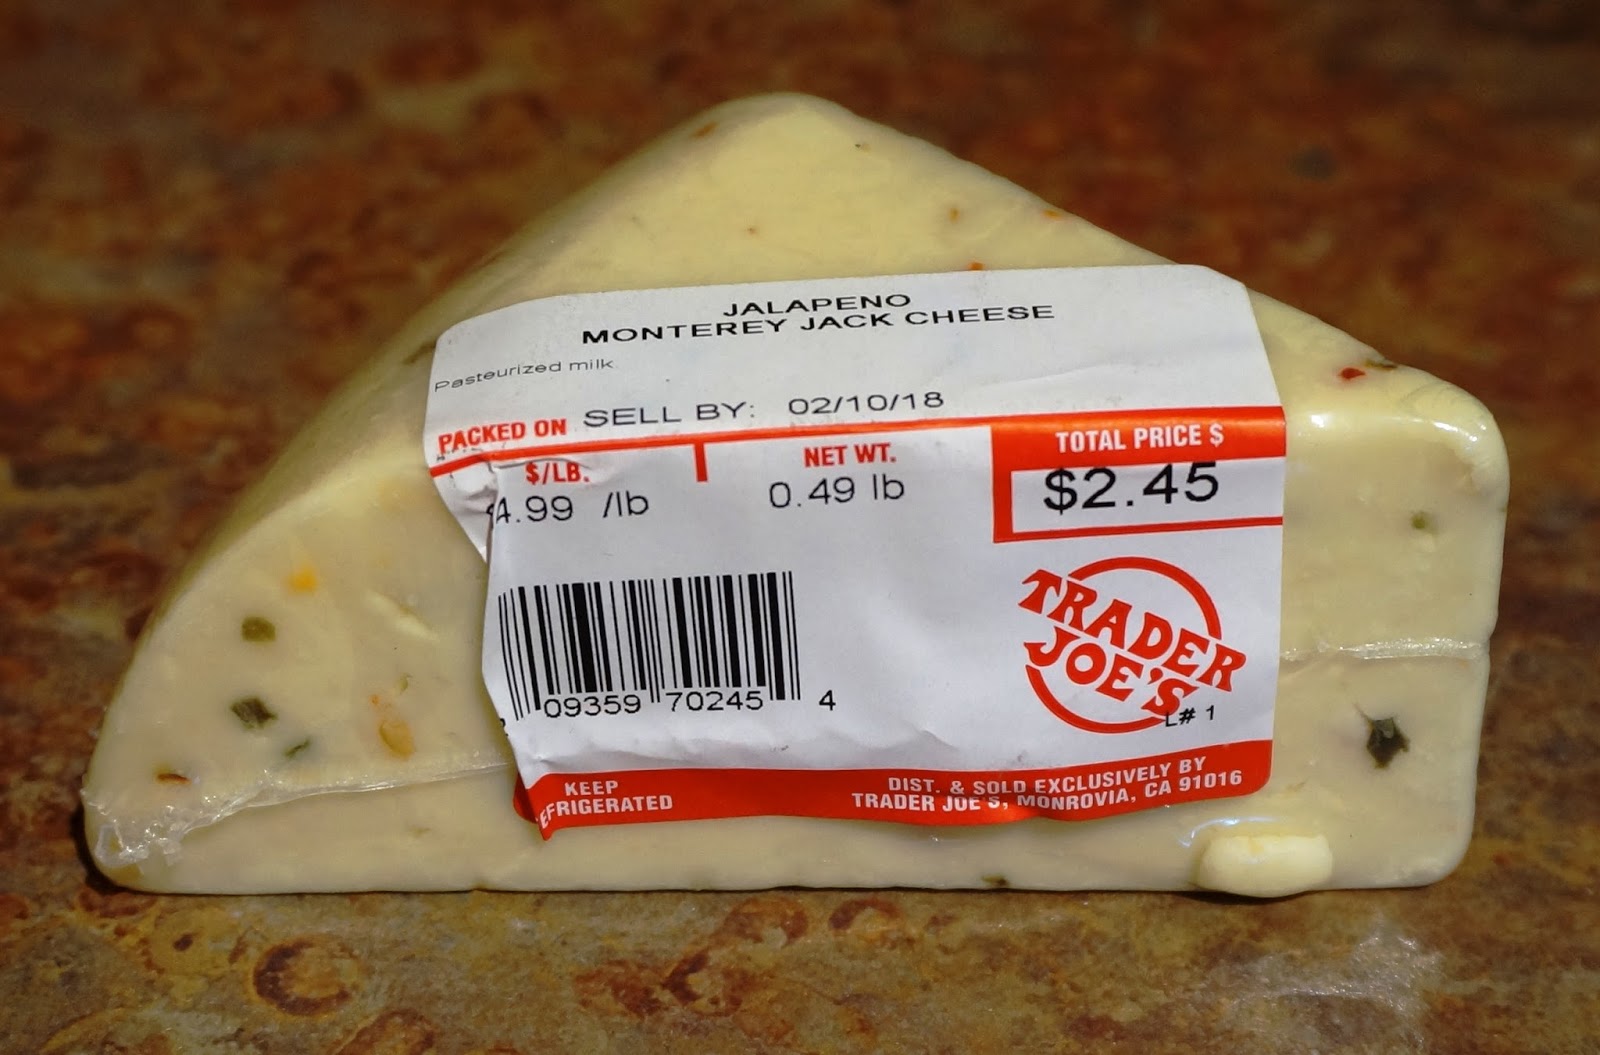 JALAPENO
MONTEREY JACK CHEESE
Pasteurized milk
PACKED ON SELL BY: 02/10/18
$/LB. NET WT. TOTAL PRICE $
4.99 /lb 0.49 lb $2.45
TRADER
JOE'S
L# 1
09359 70245 4
KEEP
EFRIGERATED
DIST. & SOLD EXCLUSIVELY BY
TRADER JOE'S, MONROVIA, CA 91016